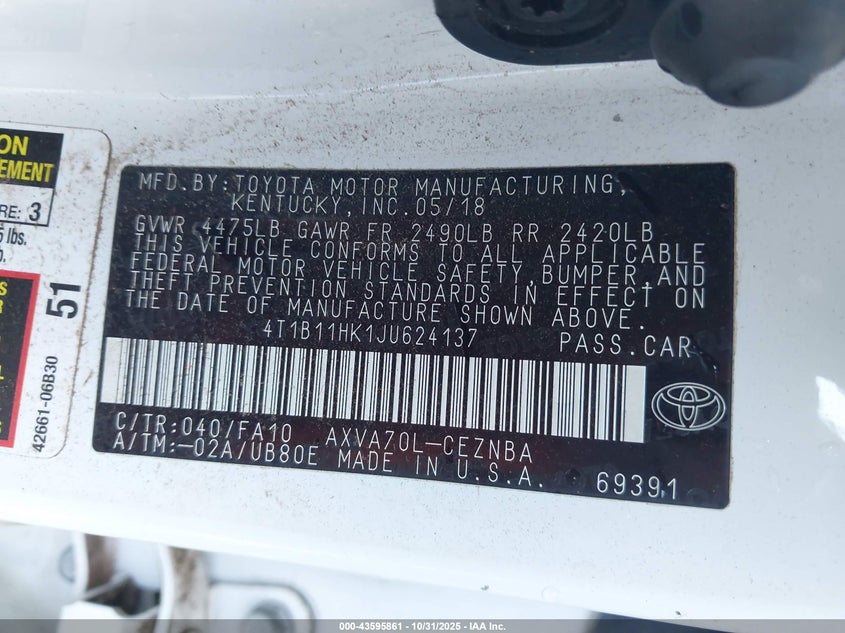 ON
EMENT
RE: 3
lbs.
b.
51
42661-06B30
MFD.BY:TOYOTA MOTOR MANUFACTURING,
KENTUCKY,INC.05/18
GVWR 4475LB GAWR FR 2490LB RR 2420LB
THIS VEHICLE CONFORMS TO ALL APPLICABLE
FEDERAL MOTOR VEHICLE SAFETY,BUMPER,AND
THEFT PREVENTION STANDARDS IN EFFECT ON
THE DATE OF MANUFACTURE SHOWN ABOVE.
4T1B11HK1JU624137 PASS.CAR
C/TR:040/FA10 AXVA70L-CEZNBA
A/TM:-02A/UB80E MADE IN U.S.A.
69391
000-43595861 | 10/31/2025 | IAA Inc.